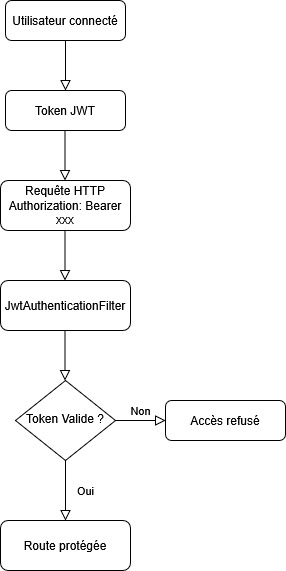 Utilisateur connecté
Token JWT
Requête HTTP
Authorization: Bearer
xxx
JwtAuthenticationFilter
Token Valide ?
Non
Accès refusé
Oui
Route protégée